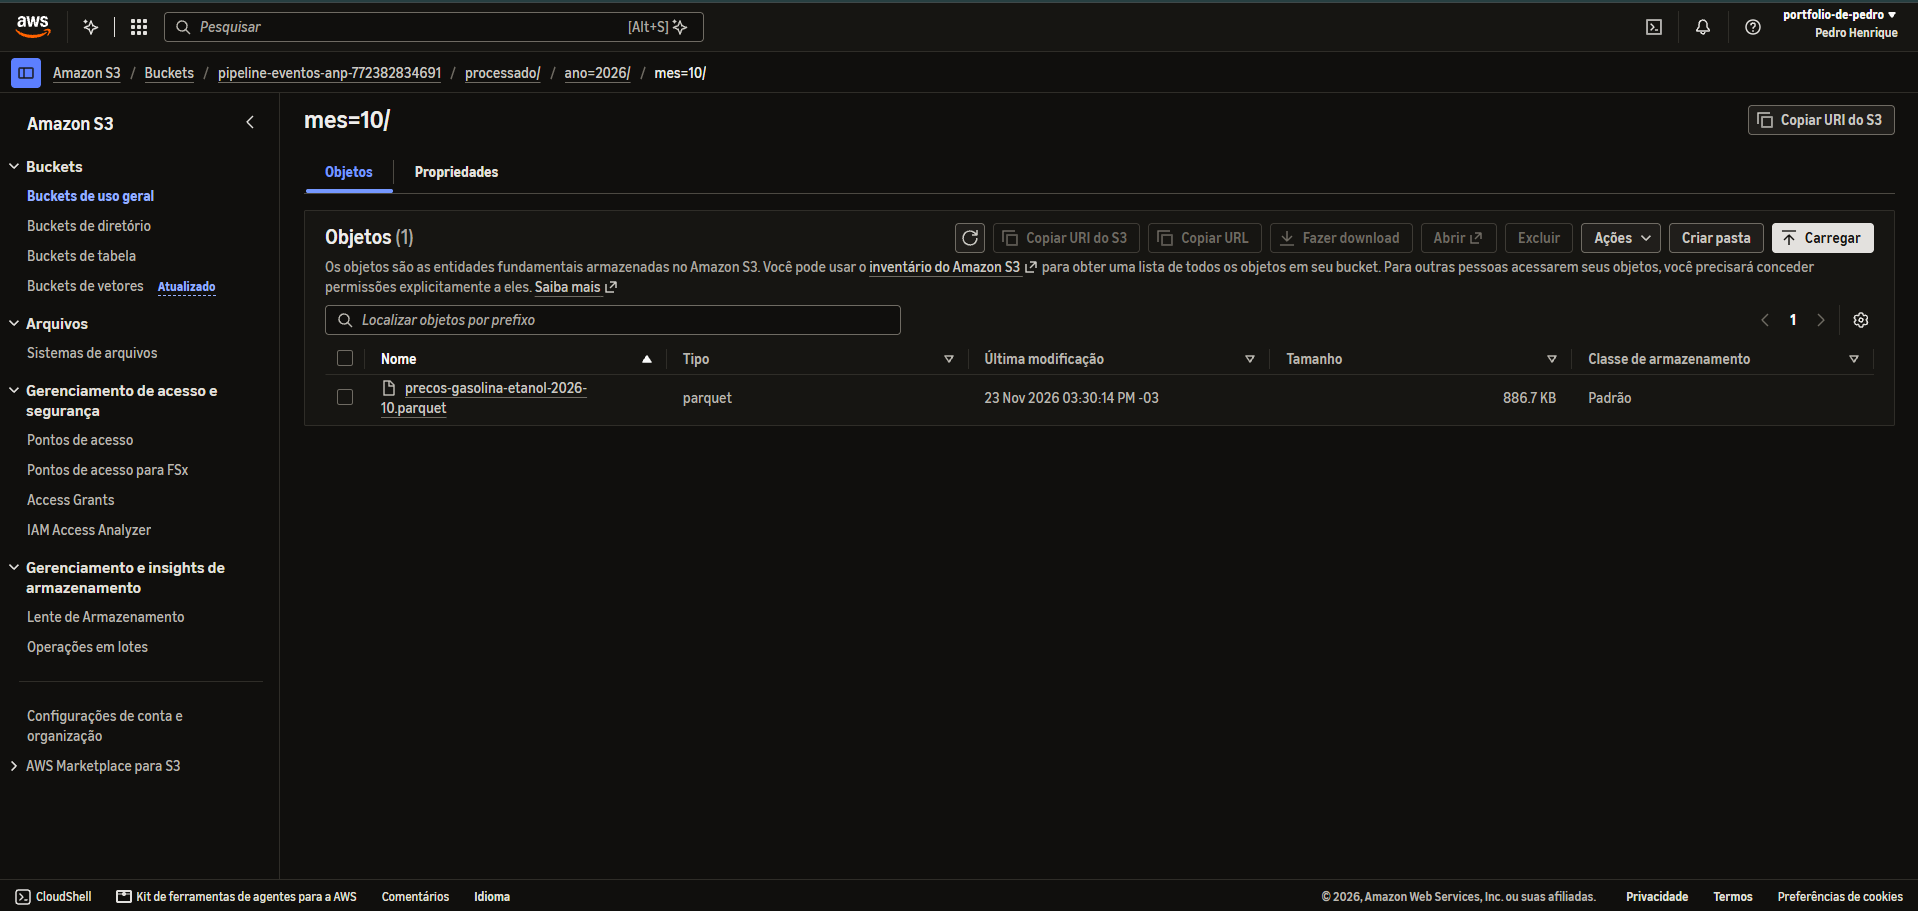 aws
Pesquisar [Alt+S]
portfolio-de-pedro
Pedro Henrique
Amazon S3 / Buckets / pipeline-eventos-anp-772382834691 / processado/ / ano=2026/ / mes=10/
Amazon S3
Buckets
Buckets de uso geral
Buckets de diretório
Buckets de tabela
Buckets de vetores Atualizado
Arquivos
Sistemas de arquivos
Gerenciamento de acesso e
segurança
Pontos de acesso
Pontos de acesso para FSx
Access Grants
IAM Access Analyzer
Gerenciamento e insights de
armazenamento
Lente de Armazenamento
Operações em lotes
Configurações de conta e
organização
AWS Marketplace para S3
mes=10/
Copiar URI do S3
Objetos Propriedades
Objetos (1)
Copiar URI do S3 Copiar URL Fazer download Abrir Excluir Ações Criar pasta Carregar
Os objetos são as entidades fundamentais armazenadas no Amazon S3. Você pode usar o inventário do Amazon S3 para obter uma lista de todos os objetos em seu bucket. Para outras pessoas acessarem seus objetos, você precisará conceder
permissões explicitamente a eles. Saiba mais
Localizar objetos por prefixo
1
Nome Tipo Última modificação Tamanho Classe de armazenamento
precos-gasolina-etanol-2026-
10.parquet
parquet 23 Nov 2026 03:30:14 PM -03 886.7 KB Padrão
CloudShell Kit de ferramentas de agentes para a AWS Comentários Idioma
© 2026, Amazon Web Services, Inc. ou suas afiliadas. Privacidade Termos Preferências de cookies